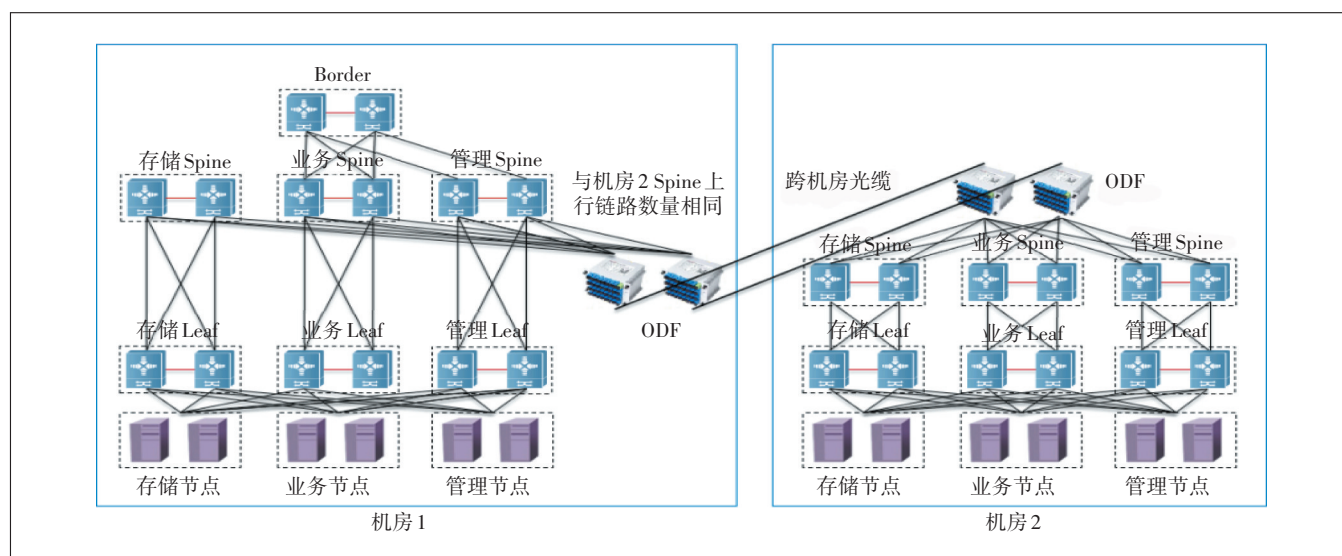 Border
存储Spine
业务Spine
管理Spine
与机房2 Spine上
行链路数量相同
ODF
存储Leaf
业务Leaf
管理Leaf
存储节点
业务节点
管理节点
机房1
跨机房光缆
ODF
存储Spine
业务Spine
管理Spine
存储Leaf
业务Leaf
管理Leaf
存储节点
业务节点
管理节点
机房2